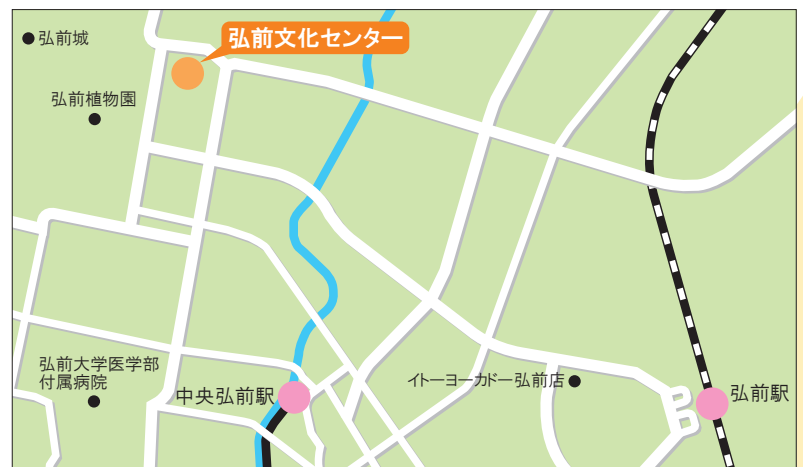 弘前城
弘前文化センター
弘前植物園
弘前大学医学部
付属病院
中央弘前駅
イトーヨーカドー弘前店
弘前駅